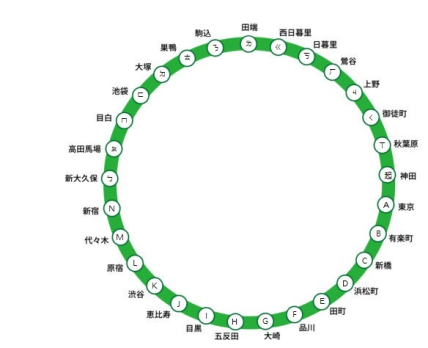 田端
西日暮里
日暮里
鶯谷
上野
御徒町
秋葉原
神田
起
東京
A
有楽町
B
新橋
C
浜松町
D
田町
E
品川
F
大崎
G
五反田
H
目黒
I
恵比寿
J
渋谷
K
原宿
L
代々木
M
新宿
N
新大久保
高田馬場
目白
池袋
大塚
巣鴨
駒込